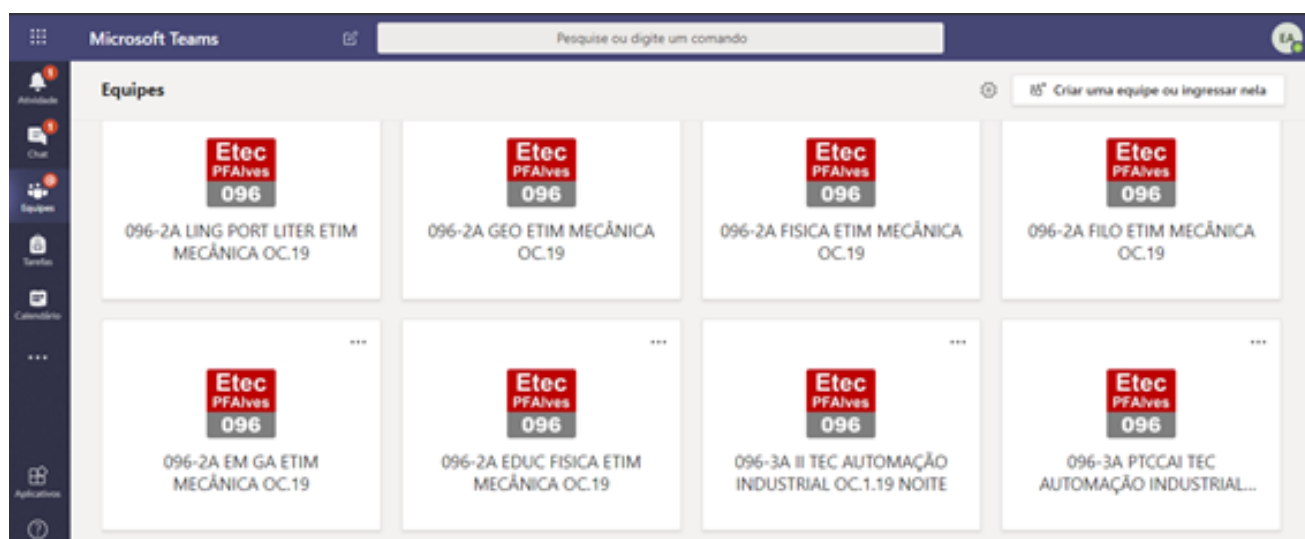 Microsoft Teams
Pesquise ou digite um comando
EA
1
Atividade
1
Chat
Equipes
Tarefas
Calendário
Aplicativos
Equipes
Criar uma equipe ou ingressar nela
Etec
PFAlves
096
096-2A LING PORT LITER ETIM
MECÂNICA OC.19
Etec
PFAlves
096
096-2A GEO ETIM MECÂNICA
OC.19
Etec
PFAlves
096
096-2A FISICA ETIM MECÂNICA
OC.19
Etec
PFAlves
096
096-2A FILO ETIM MECÂNICA
OC.19
Etec
PFAlves
096
096-2A EM GA ETIM
MECÂNICA OC.19
Etec
PFAlves
096
096-2A EDUC FISICA ETIM
MECÂNICA OC.19
Etec
PFAlves
096
096-3A II TEC AUTOMAÇÃO
INDUSTRIAL OC.1.19 NOITE
Etec
PFAlves
096
096-3A PTCCAI TEC
AUTOMAÇÃO INDUSTRIAL...